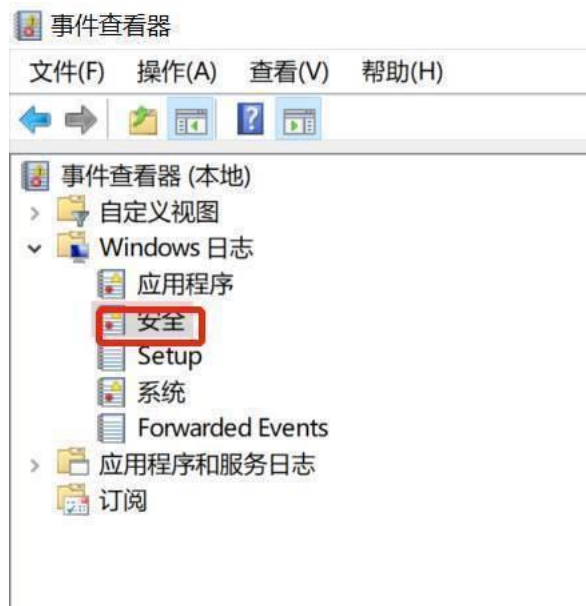 事件查看器
文件(F) 操作(A) 查看(V) 帮助(H)
事件查看器 (本地)
自定义视图
Windows 日志
应用程序
安全
Setup
系统
Forwarded Events
应用程序和服务日志
订阅